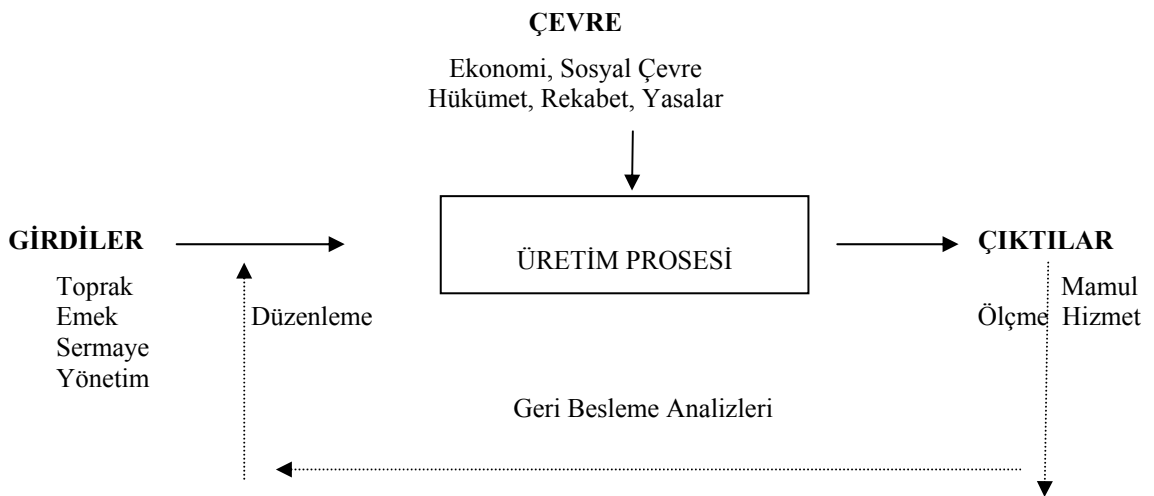 ÇEVRE
Ekonomi, Sosyal Çevre
Hükümet, Rekabet, Yasalar
GİRDİLER
ÜRETİM PROSESİ
ÇIKTILAR
Toprak
Emek
Sermaye
Yönetim
Düzenleme
Mamul
Ölçme Hizmet
Geri Besleme Analizleri